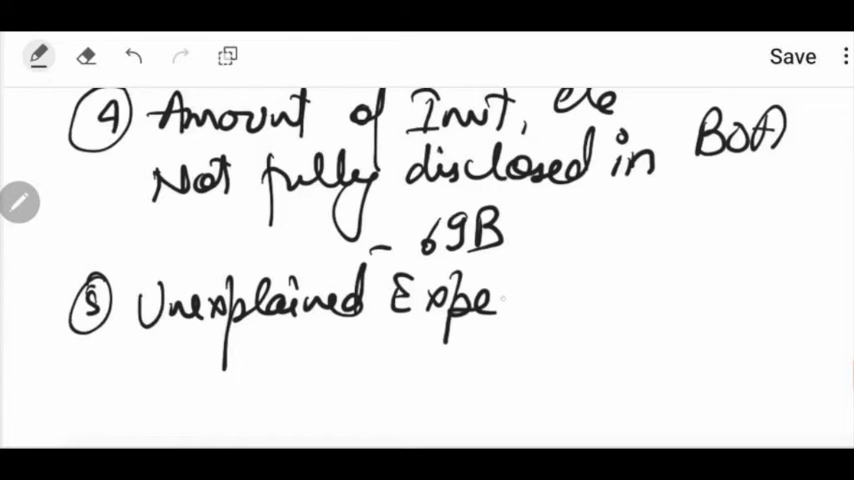 Save
④ Amount of Invt, etc
Not fully disclosed in BOA
- 69B
⑤ Unexplained Expe